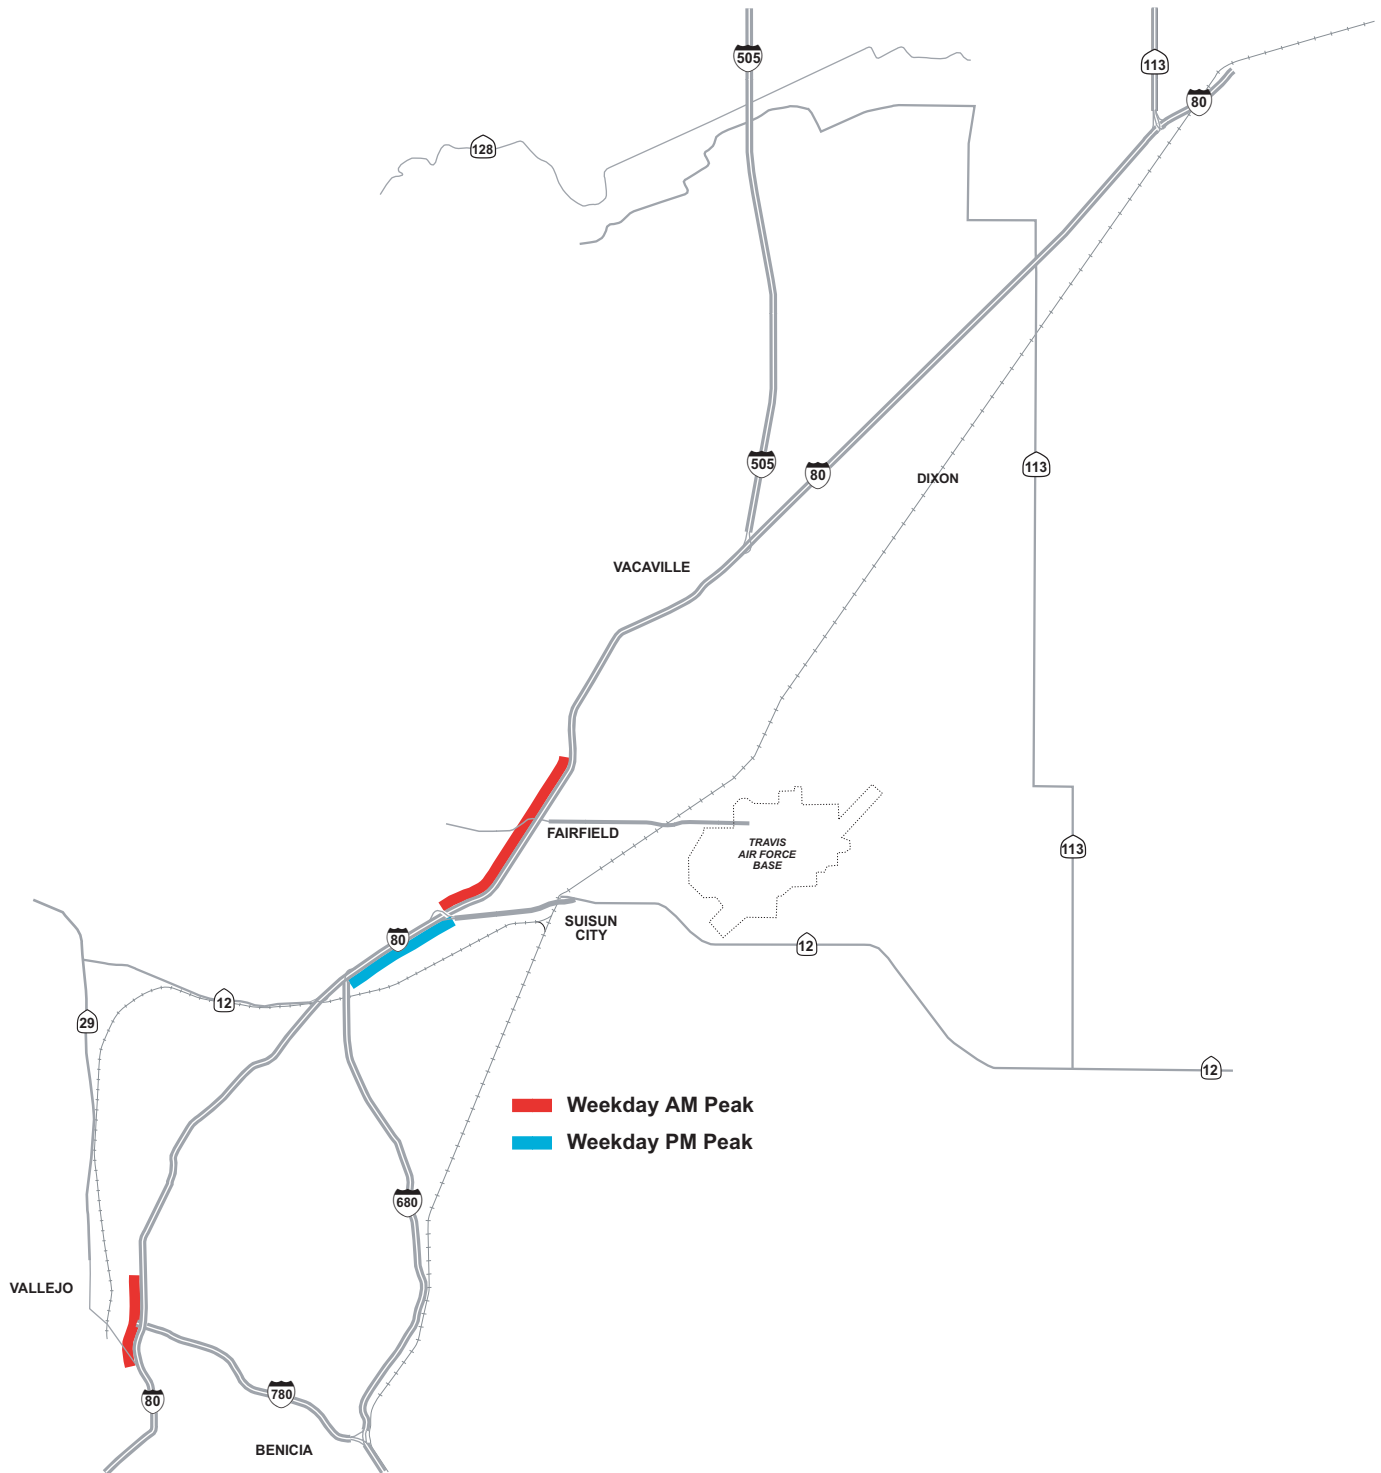 505
113
80
128
505
80
113
DIXON
VACAVILLE
FAIRFIELD
TRAVIS
AIR FORCE
BASE
113
SUISUN
CITY
80
12
12
29
12
Weekday AM Peak
Weekday PM Peak
680
VALLEJO
780
80
BENICIA